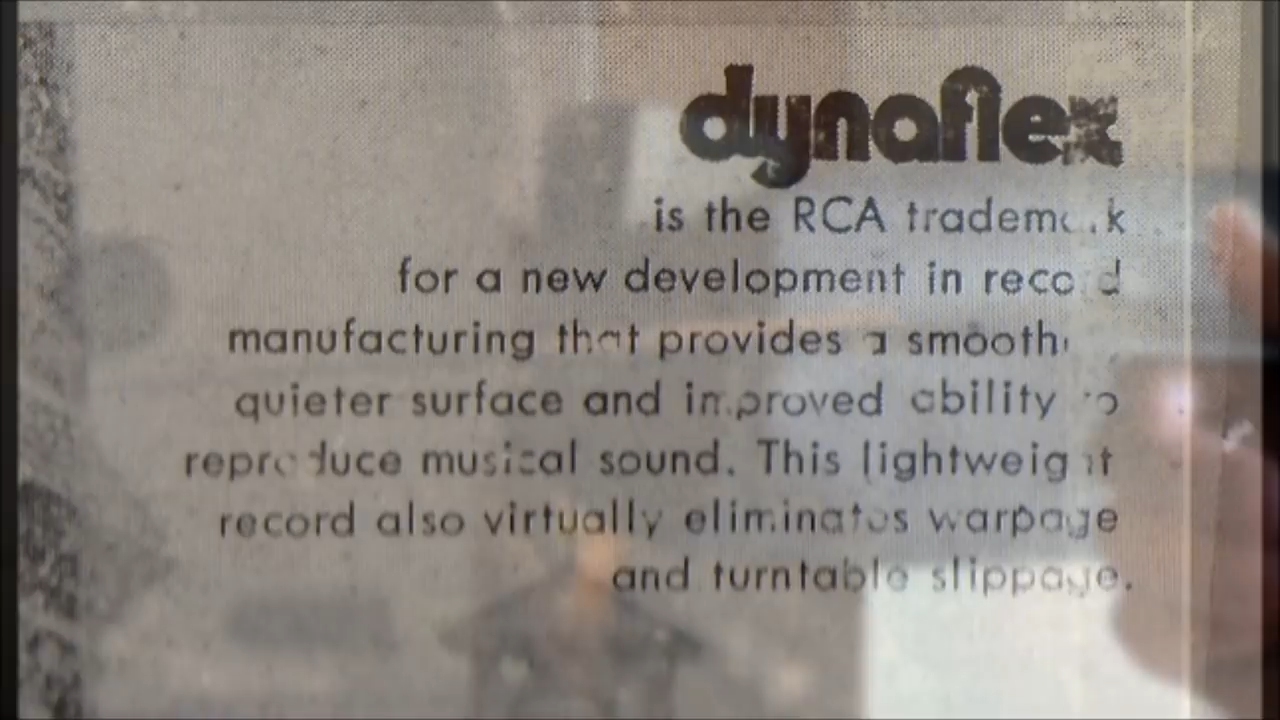 dynaflex
is the RCA trademark
for a new development in record
manufacturing that provides a smooth
quieter surface and improved ability to
reproduce musical sound. This lightweight
record also virtually eliminates warpage
and turntable slippage.